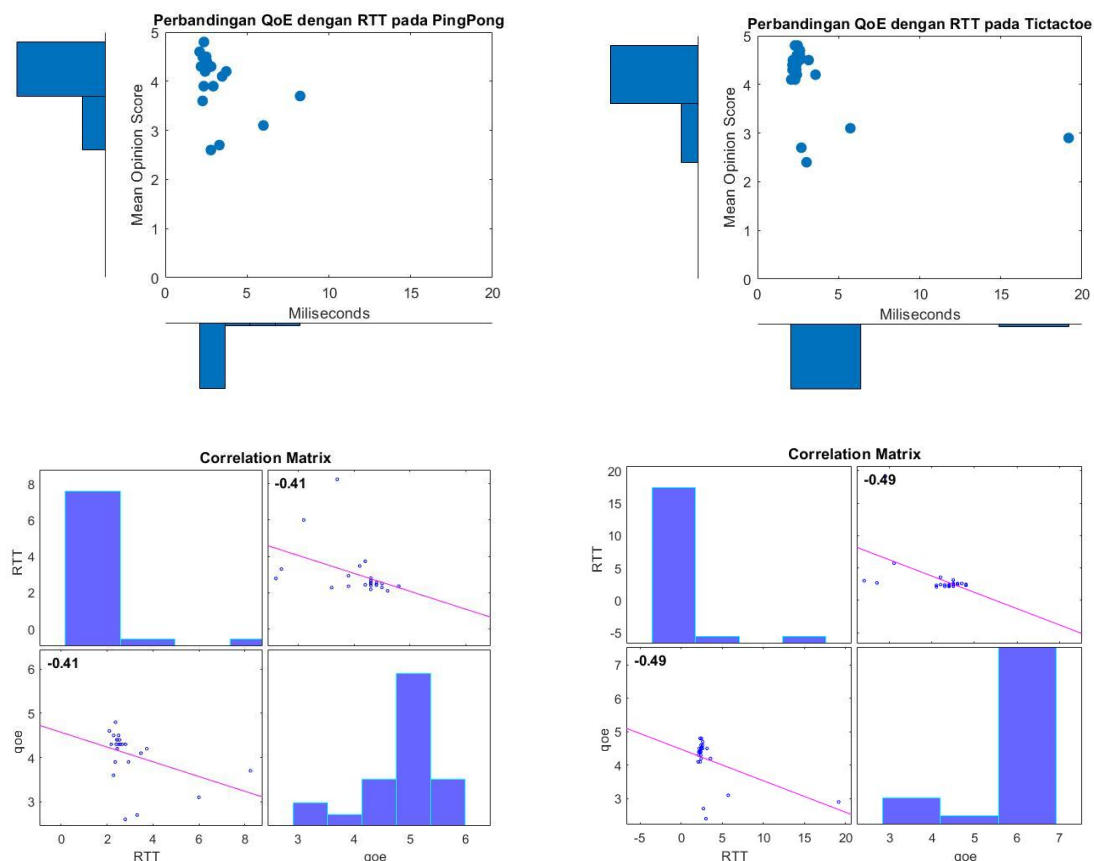 Perbandingan QoE dengan RTT pada PingPong
5
4
3
2
1
0
Mean Opinion Score
0 5 10 15 20
Miliseconds
Perbandingan QoE dengan RTT pada Tictactoe
5
4
3
2
1
0
Mean Opinion Score
0 5 10 15 20
Miliseconds
Correlation Matrix
8
6
4
2
0
RTT
-0.41
6
5
4
3
qoe
-0.41
0 2 4 6 8
RTT
3 4 5 6
qoe
Correlation Matrix
20
15
10
5
0
-5
RTT
-0.49
7
6
5
4
3
qoe
-0.49
-5 0 5 10 15 20
RTT
3 4 5 6 7
qoe